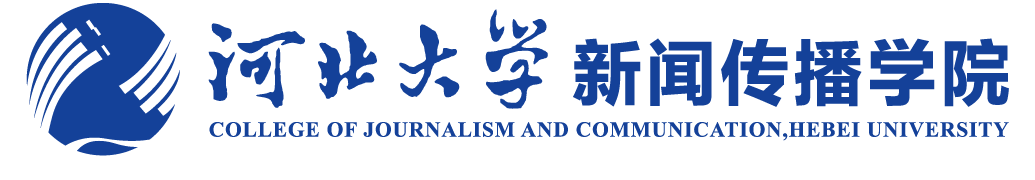 河北大学新闻传播学院
COLLEGE OF JOURNALISM AND COMMUNICATION,HEBEI UNIVERSITY